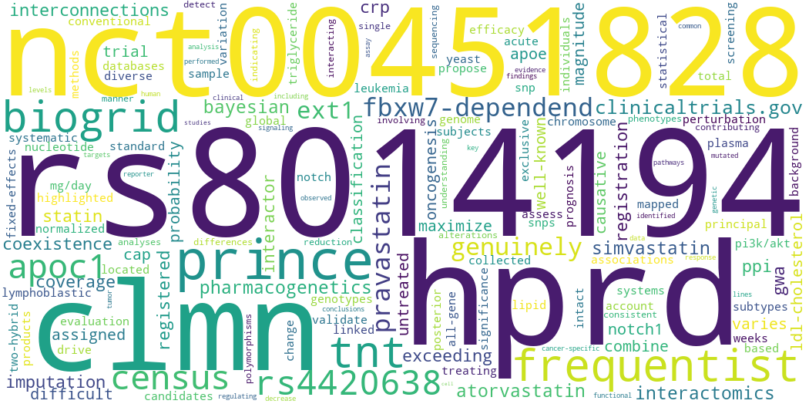 interconnections detect crp efficacy acute apoe individuals magnitude statistical common screening
methods conventional indicating triglyceride variation single interacting sequencing snp total
nct00451828
trial databases diverse manner analysis performed levels human sample leukemia assay evidence findings yeast propose
biogrid bayesian ext1 including clinical fbxw7-dependend clinicaltrials.gov
systematic global studies signaling involving genome chromosome phenotypes perturbation contributing
nucleotide standard targets reporter notch observed subjects key mutated pathways plasma
rs8014194
fixed-effects mg/day highlighted statin normalized probability interactor classification pravastatin oncogenesis understanding exclusive well-known causative registration mapped background
coexistence analyses differences reduction maximize snps assess prognosis identified genetic principal
apoc1 cap located prince genuinely simvastatin pi3k/akt
coverage pharmacogenetics collected alterations associations data response ppi gwa ldl-cholesterol
lymphoblastic tumor registered genotypes conclusions untreated lipid varies
clmn hprd
two-hybrid products evaluation assigned validate linked posterior all-gene significance intact account systems lines subtypes
drive polymorphisms change tnt consistent notch1 weeks
imputation census rs4420638 exceeding treating cancer-specific combine based
difficult candidates regulating decrease cell atorvastatin frequentist functional interactomics